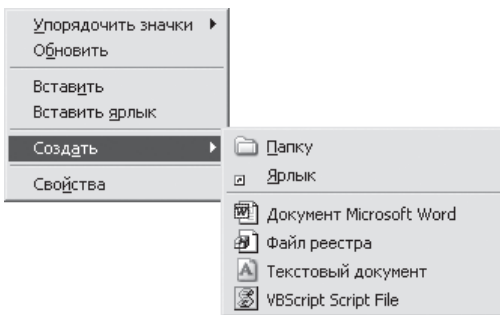 Упорядочить значки
Обновить
Вставить
Вставить ярлык
Создать
Свойства
Папку
Ярлык
Документ Microsoft Word
Файл реестра
Текстовый документ
VBScript Script File